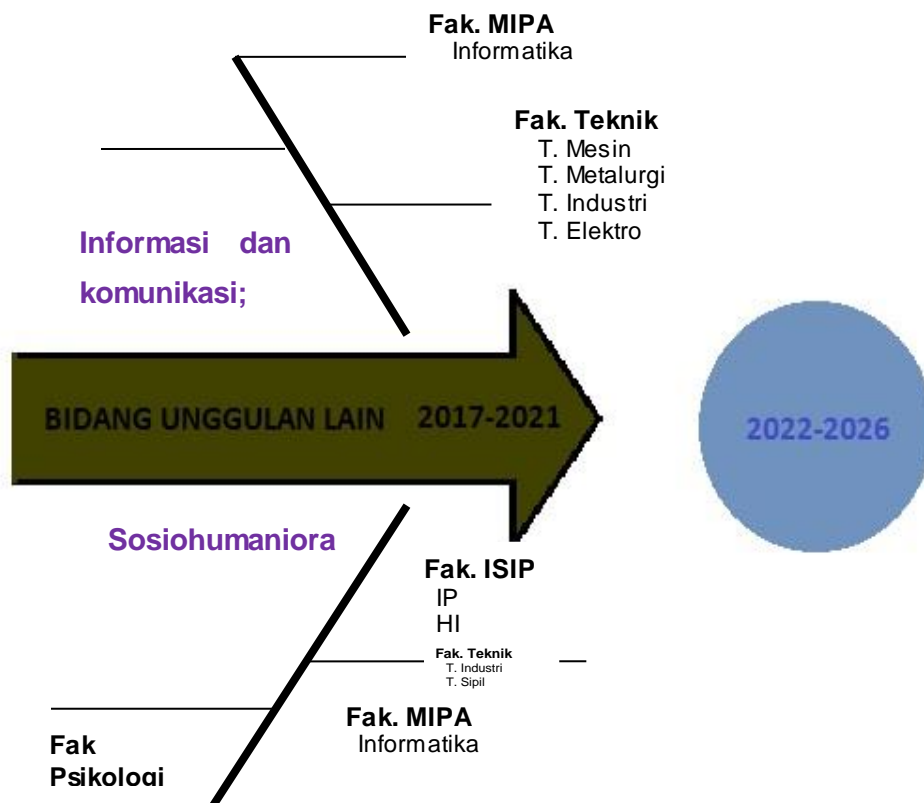 Fak. MIPA
Informatika
Fak. Teknik
T. Mesin
T. Metalurgi
T. Industri
T. Elektro
Informasi dan
komunikasi;
BIDANG UNGGULAN LAIN 2017-2021
2022-2026
Sosiohumaniora
Fak. ISIP
IP
HI
Fak. Teknik
T. Industri
T. Sipil
Fak. MIPA
Informatika
Fak
Psikologi